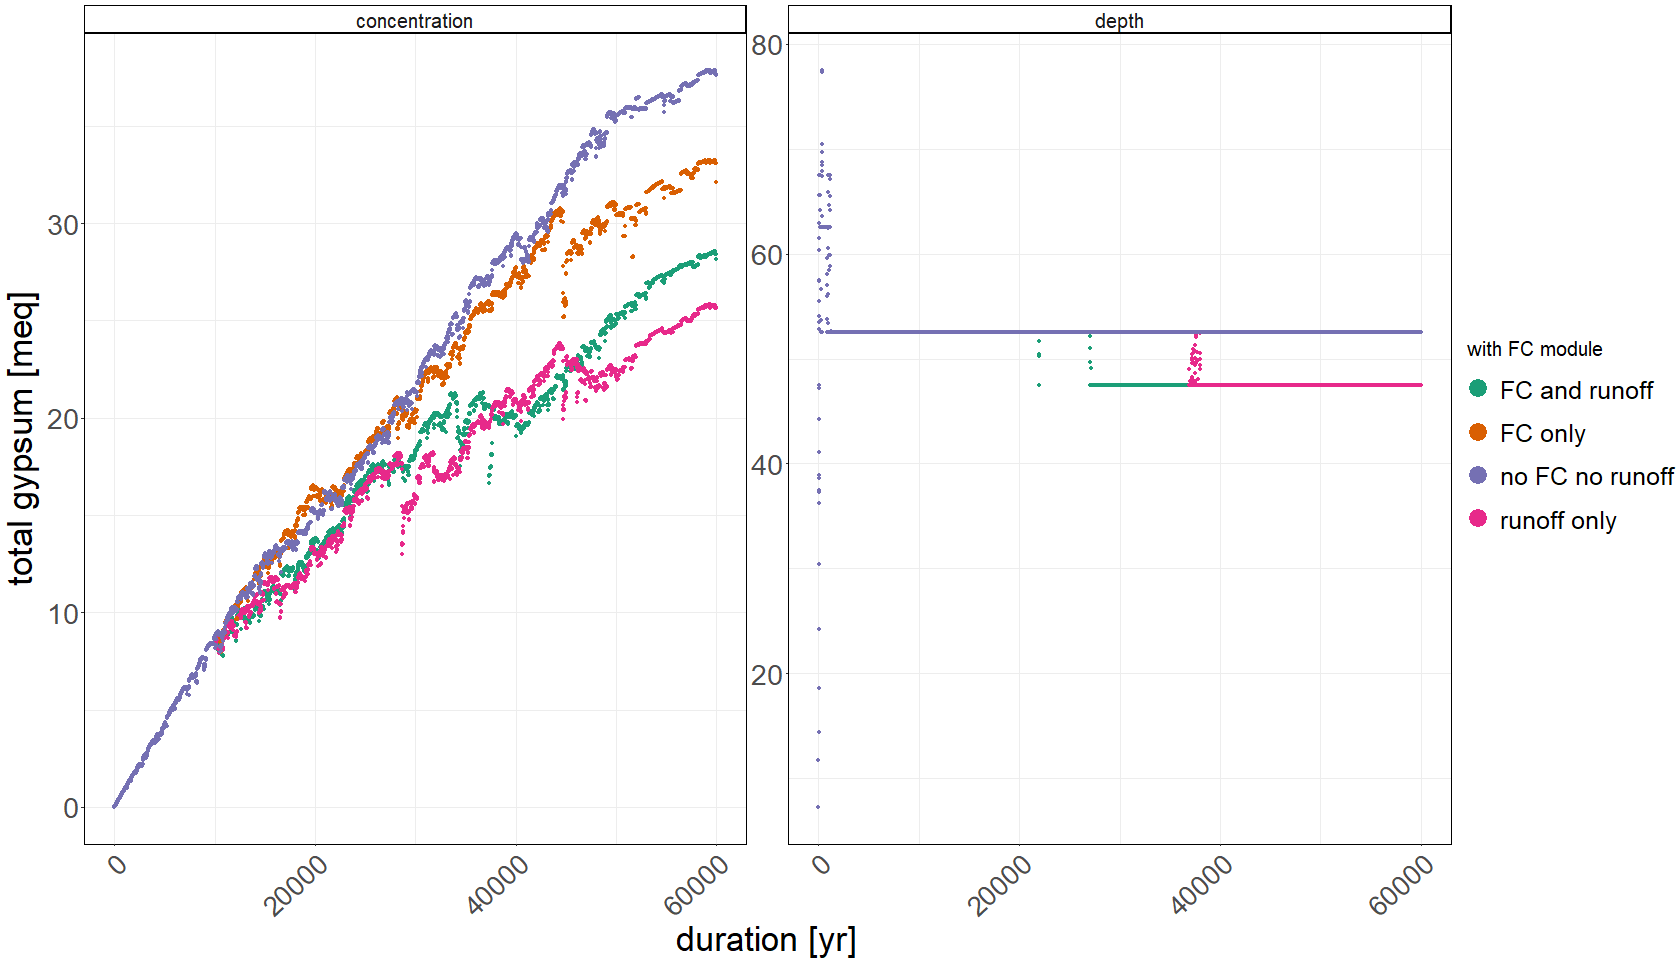 concentration
depth
total gypsum [meq]
30
20
10
0
80
60
40
20
0
20000
40000
60000
0
20000
40000
60000
duration [yr]
with FC module
FC and runoff
FC only
no FC no runoff
runoff only